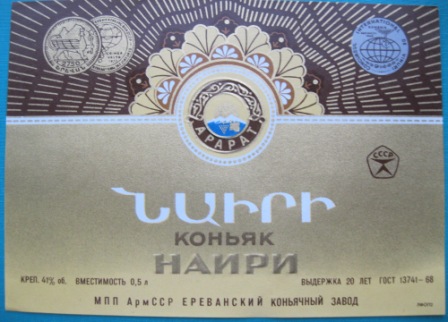 АРАРАТ
СССР
ՆԱԻՐԻ
КОНЬЯК
НАИРИ
КРЕП. 41% об. ВМЕСТИМОСТЬ 0,5 л ВЫДЕРЖКА 20 ЛЕТ ГОСТ 13741-68
МПП АрмССР ЕРЕВАНСКИЙ КОНЬЯЧНЫЙ ЗАВОД